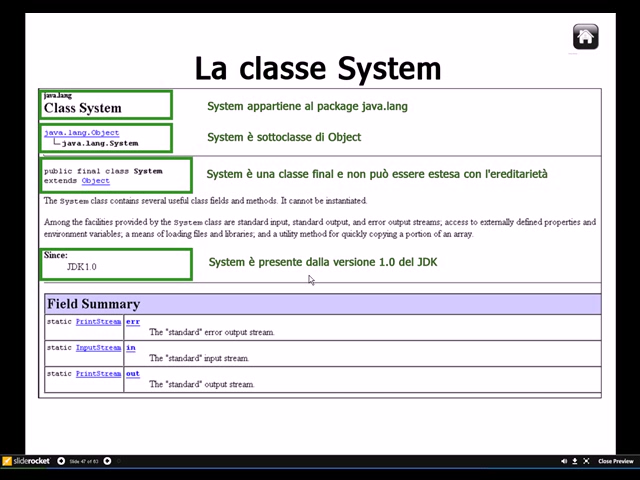 La classe System
java.lang
Class System
System appartiene al package java.lang
java.lang.Object
java.lang.System
System è sottoclasse di Object
public final class System
extends Object
System è una classe final e non può essere estesa con l'ereditarietà
The System class contains several useful class fields and methods. It cannot be instantiated.
Among the facilities provided by the System class are standard input, standard output, and error output streams; access to externally defined properties and
environment variables; a means of loading files and libraries; and a utility method for quickly copying a portion of an array.
Since:
JDK1.0
System è presente dalla versione 1.0 del JDK
Field Summary
static PrintStream err
The "standard" error output stream.
static InputStream in
The "standard" input stream.
static PrintStream out
The "standard" output stream.
sliderocket Slide 47 of 83 Close Preview